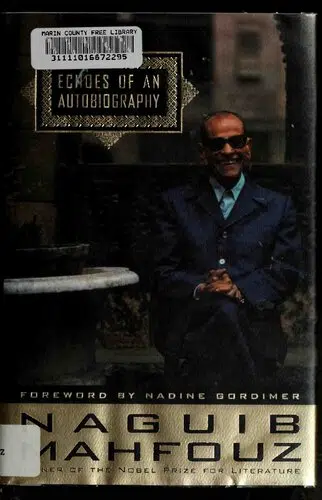 MARIN COUNTY FREE LIBRARY
31111016672295
ECHOES OF AN
AUTOBIOGRAPHY
FOREWORD BY NADINE GORDIMER
NAGUIB
MAHFOUZ
OF THE NOBEL PRIZE FOR LITERATURE